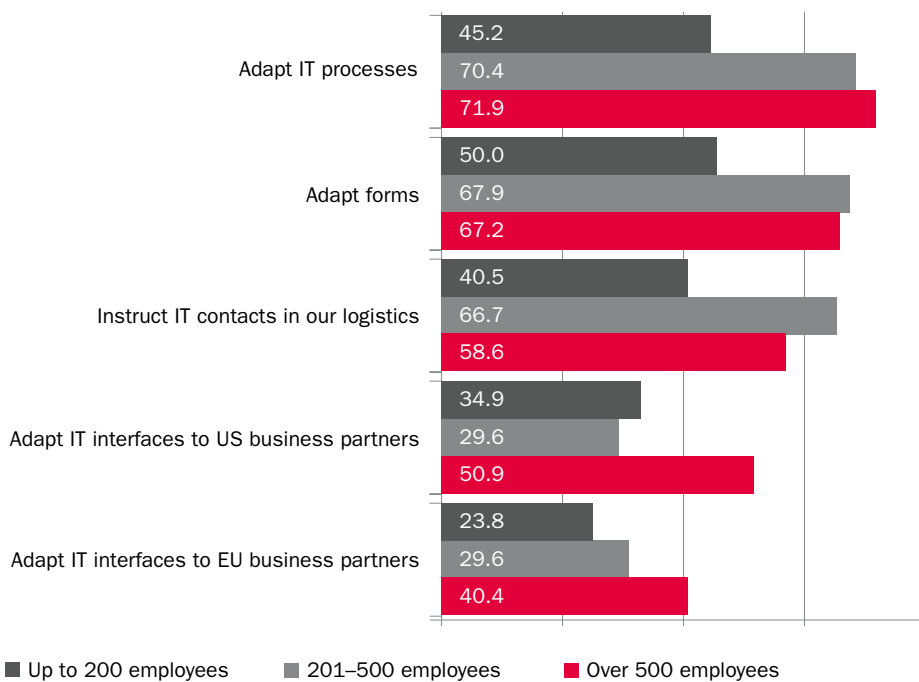 45.2
Adapt IT processes
70.4
71.9
50.0
Adapt forms
67.9
67.2
40.5
Instruct IT contacts in our logistics
66.7
58.6
34.9
Adapt IT interfaces to US business partners
29.6
50.9
23.8
Adapt IT interfaces to EU business partners
29.6
40.4
Up to 200 employees
201–500 employees
Over 500 employees